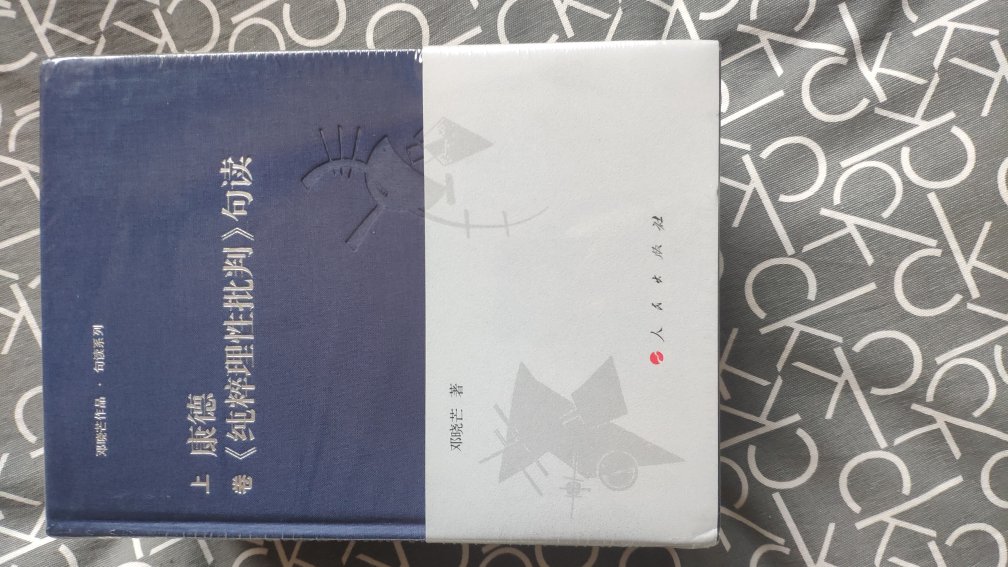 邓晓芒作品·句读系列
上卷
康德
《纯粹理性批判》句读
邓晓芒 著
人民出版社